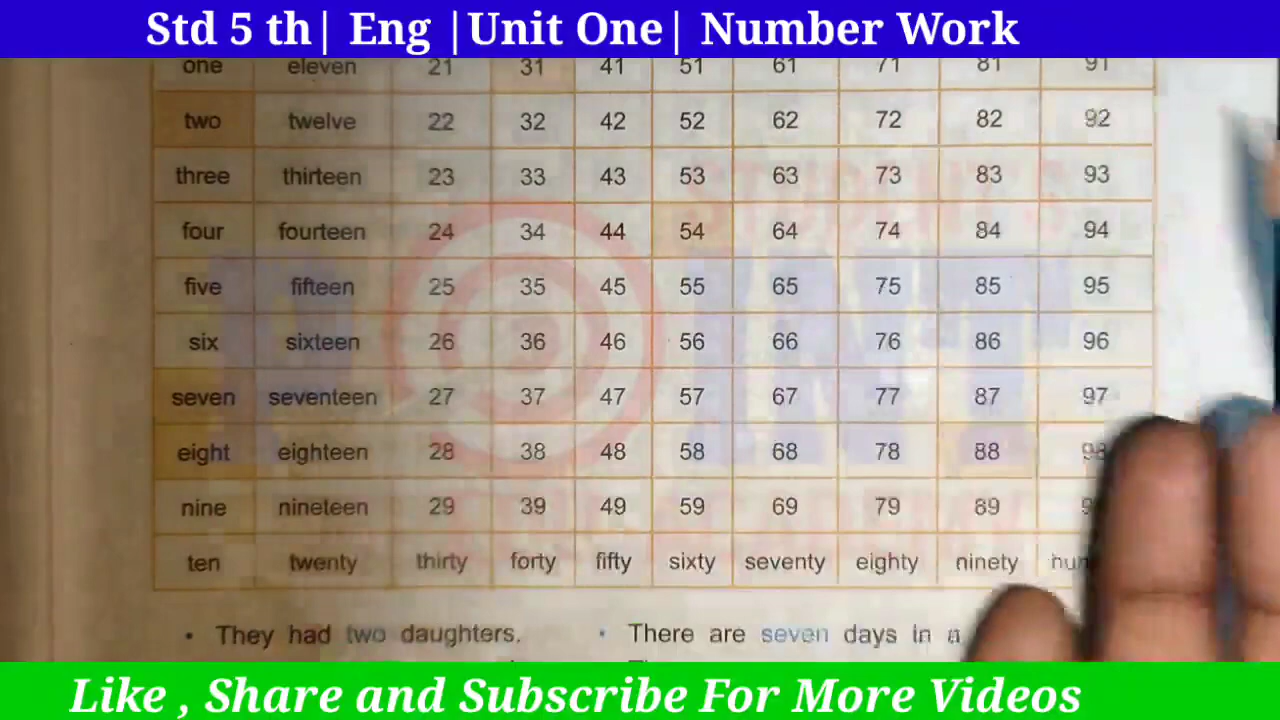 Std 5 th| Eng |Unit One| Number Work
one eleven 21 31 41 51 61 71 81 91
two twelve 22 32 42 52 62 72 82 92
three thirteen 23 33 43 53 63 73 83 93
four fourteen 24 34 44 54 64 74 84 94
five fifteen 25 35 45 55 65 75 85 95
six sixteen 26 36 46 56 66 76 86 96
seven seventeen 27 37 47 57 67 77 87 97
eight eighteen 28 38 48 58 68 78 88 98
nine nineteen 29 39 49 59 69 79 89
ten twenty thirty forty fifty sixty seventy eighty ninety
• They had two daughters. • There are seven days in a
Like , Share and Subscribe For More Videos